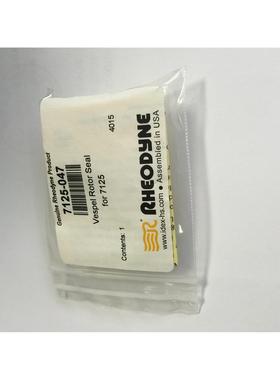 Genuine Rheodyne Product
7125-047
Vespel Rotor Seal
for 7125
Contents: 1
4015
RHEODYNE
www.idex-hs.com • Assembled in USA